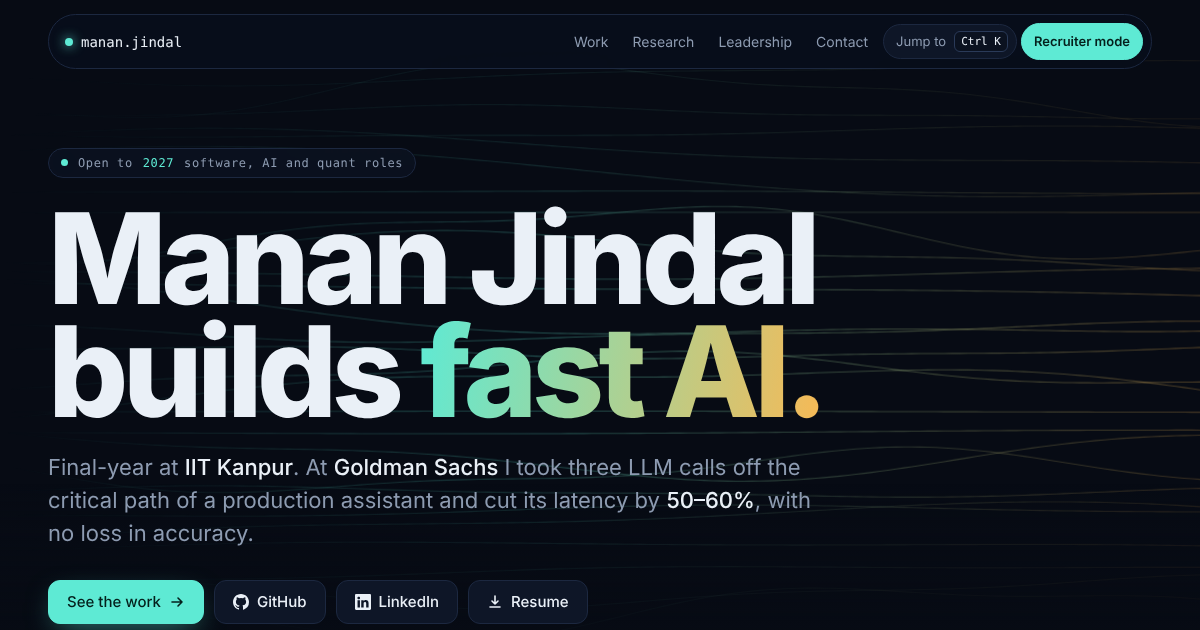 manan.jindal
Work Research Leadership Contact Jump to Ctrl K Recruiter mode
Open to 2027 software, AI and quant roles
Manan Jindal
builds fast AI.
Final-year at IIT Kanpur. At Goldman Sachs I took three LLM calls off the
critical path of a production assistant and cut its latency by 50–60%, with
no loss in accuracy.
See the work → GitHub LinkedIn Resume